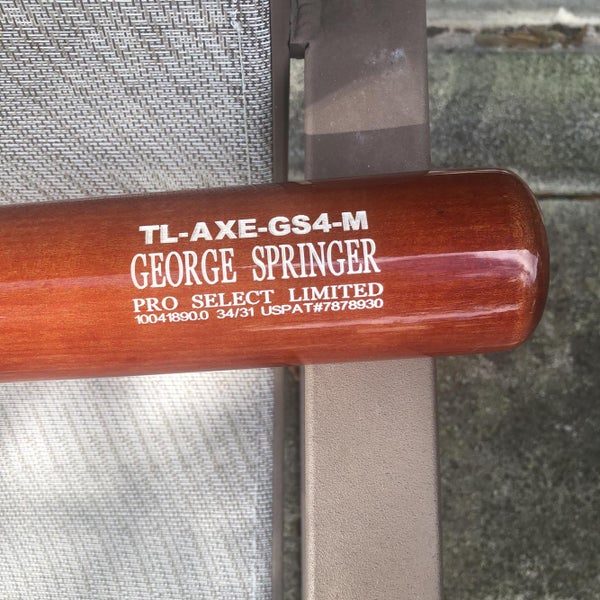 TL-AXE-GS4-M
GEORGE SPRINGER
PRO SELECT LIMITED
10041890.0 34/31 USPAT#7878930